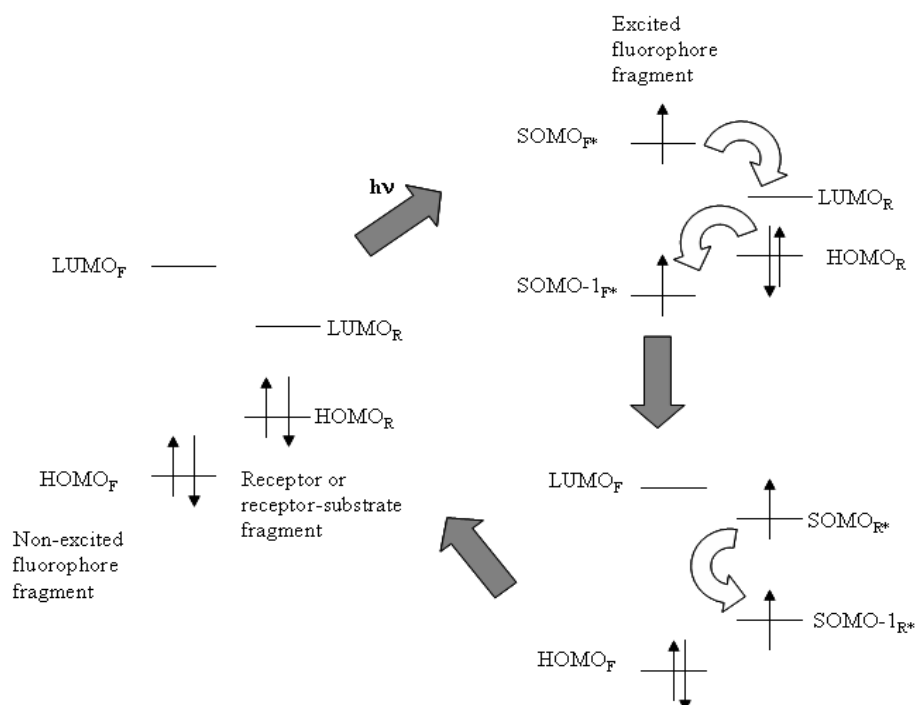 Excited
fluorophore
fragment
SOMO_F*
hν
LUMO_R
HOMO_R
SOMO-1_F*
LUMO_F
LUMO_R
HOMO_R
HOMO_F
Receptor or
receptor-substrate
fragment
Non-excited
fluorophore
fragment
LUMO_F
SOMO_R*
SOMO-1_R*
HOMO_F